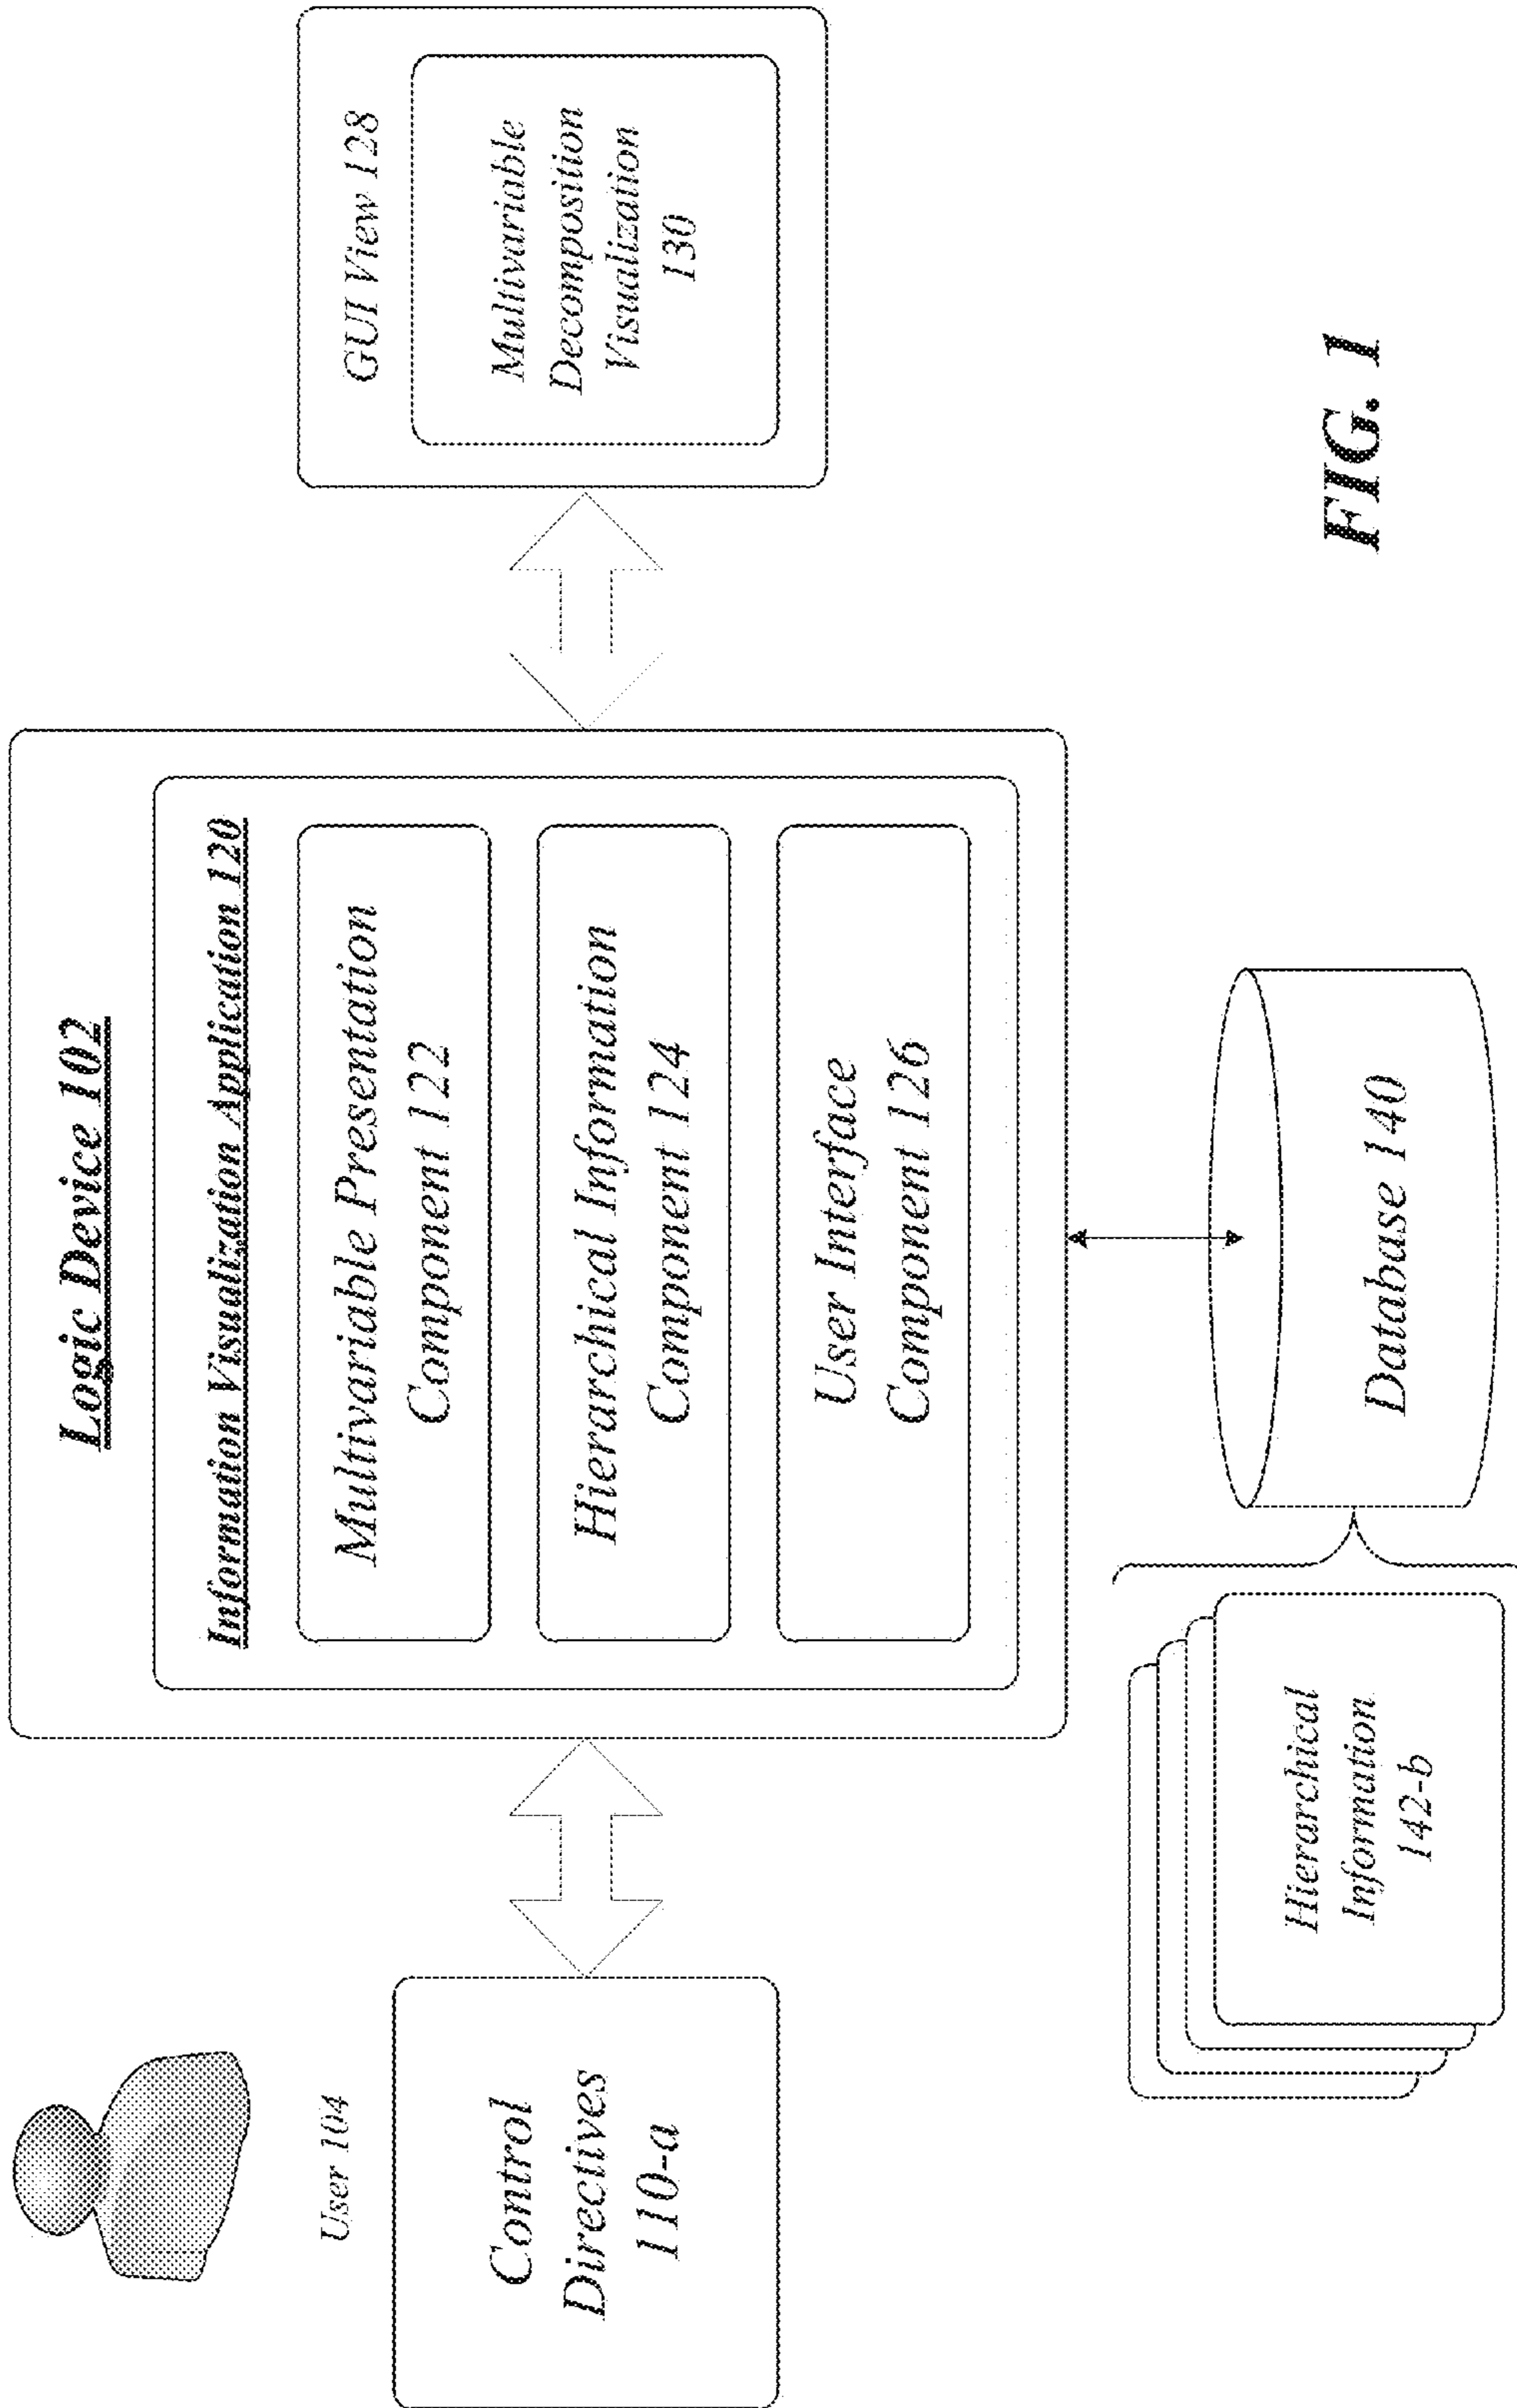 User 104
Control
Directives
110-a
Logic Device 102
Information Visualization Application 120
Multivariable Presentation
Component 122
Hierarchical Information
Component 124
User Interface
Component 126
GUI View 128
Multivariable
Decomposition
Visualization
130
Hierarchical
Information
142-b
Database 140
FIG. 1